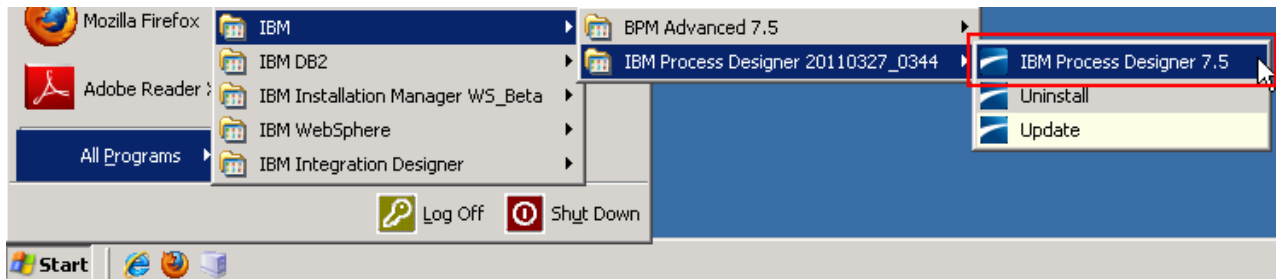 Mozilla Firefox
Adobe Reader
All Programs
IBM
IBM DB2
IBM Installation Manager WS_Beta
IBM WebSphere
IBM Integration Designer
BPM Advanced 7.5
IBM Process Designer 20110327_0344
IBM Process Designer 7.5
Uninstall
Update
Log Off
Shut Down
Start